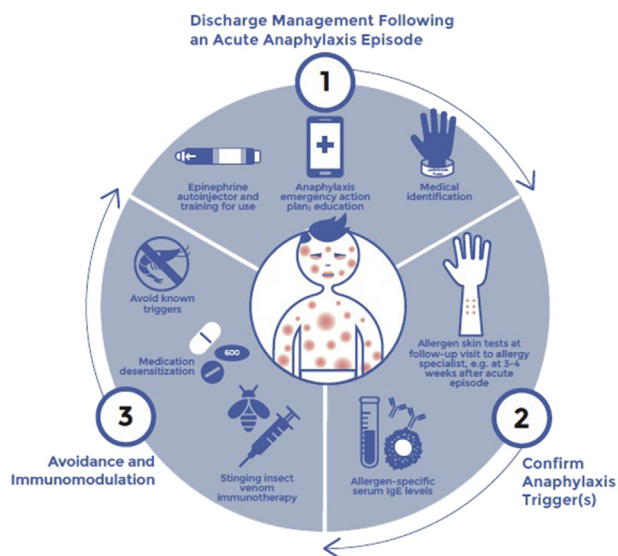 Discharge Management Following
an Acute Anaphylaxis Episode
1
Epinephrine
autoinjector and
training for use
Anaphylaxis
emergency action
plan; education
Medical
identification
Allergen skin tests at
follow-up visit to allergy
specialist, e.g. at 3-4
weeks after acute
episode
2
Confirm
Anaphylaxis
Trigger(s)
Allergen-specific
serum IgE levels
Avoid known
triggers
Medication
desensitization
600
Stinging insect
venom
immunotherapy
3
Avoidance and
Immunomodulation